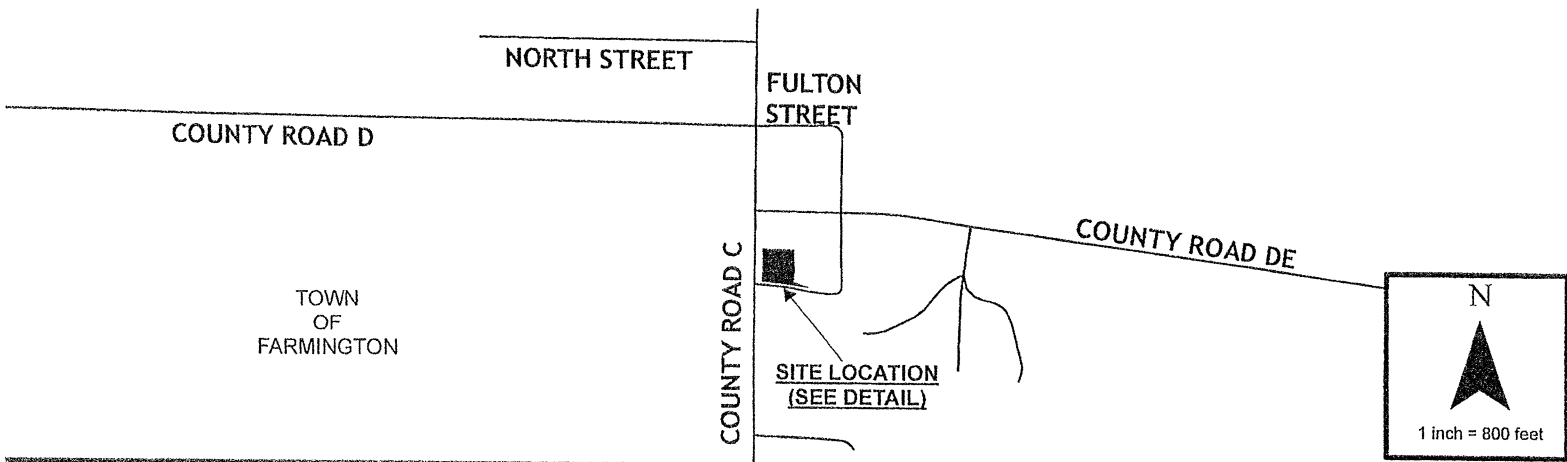 NORTH STREET
FULTON
STREET
COUNTY ROAD D
COUNTY ROAD DE
COUNTY ROAD C
TOWN
OF
FARMINGTON
SITE LOCATION
(SEE DETAIL)
N
1 inch = 800 feet